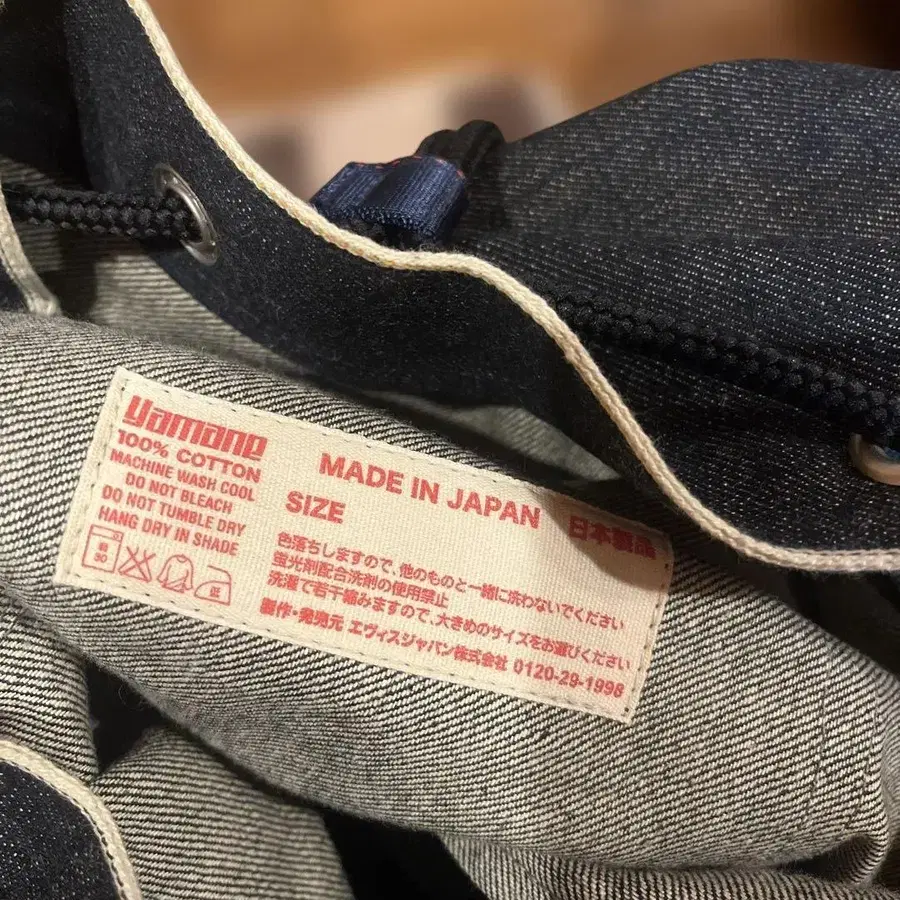 yamane
100% COTTON
MACHINE WASH COOL
DO NOT BLEACH
DO NOT TUMBLE DRY
HANG DRY IN SHADE
MADE IN JAPAN 日本製品
SIZE
色落ちしますので、他のものと一緒に洗わないでください
蛍光剤配合洗剤の使用禁止
洗濯で若干縮みますので、大きめのサイズをお選びください
製作・発売元 エヴィスジャパン株式会社 0120-29-1998